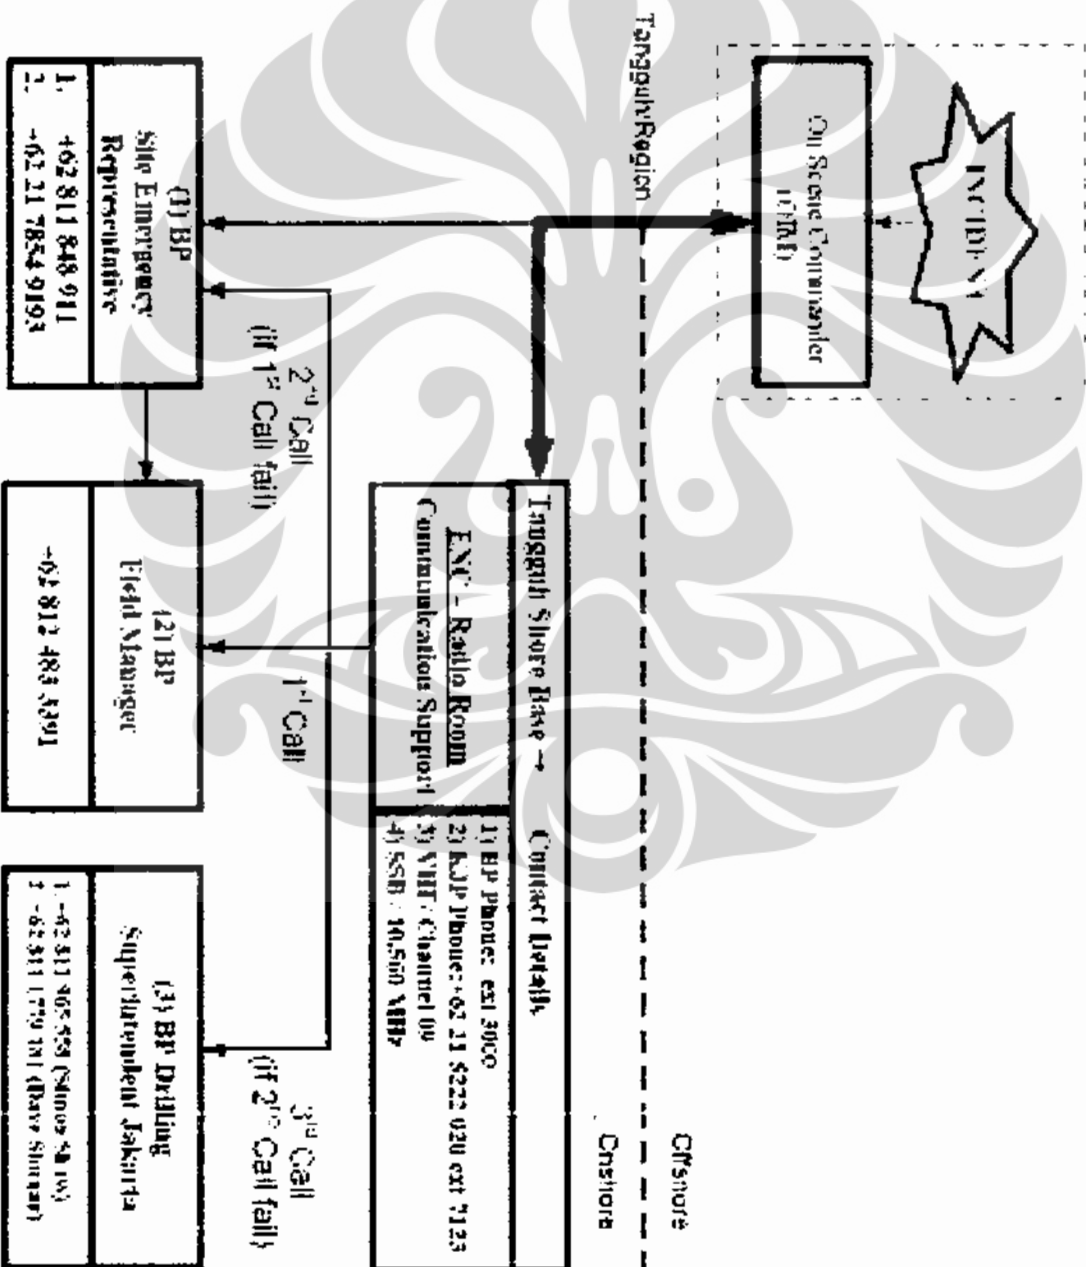 INCIDENT
On Scene Commander
(OIM)
Tangguh/Region
Offshore
Onshore
Tangguh Shore Base → Contact Details
ENC - Radio Room
Communication Support
1) BP Phone: ext 3000
2) KJP Phone: +62 21 5222 020 ext 7123
3) VHF / Channel 09
4) SSB / 10.560 MHz
2nd Call
(if 1st Call fail)
1st Call
3rd Call
(if 2nd Call fail)
(1) BP
Site Emergency
Representative
1. +62 811 848 911
2. +62 21 7854 9193
(2) BP
Field Manager
+62 812 483
(3) BP Drilling
Superintendent Jakarta